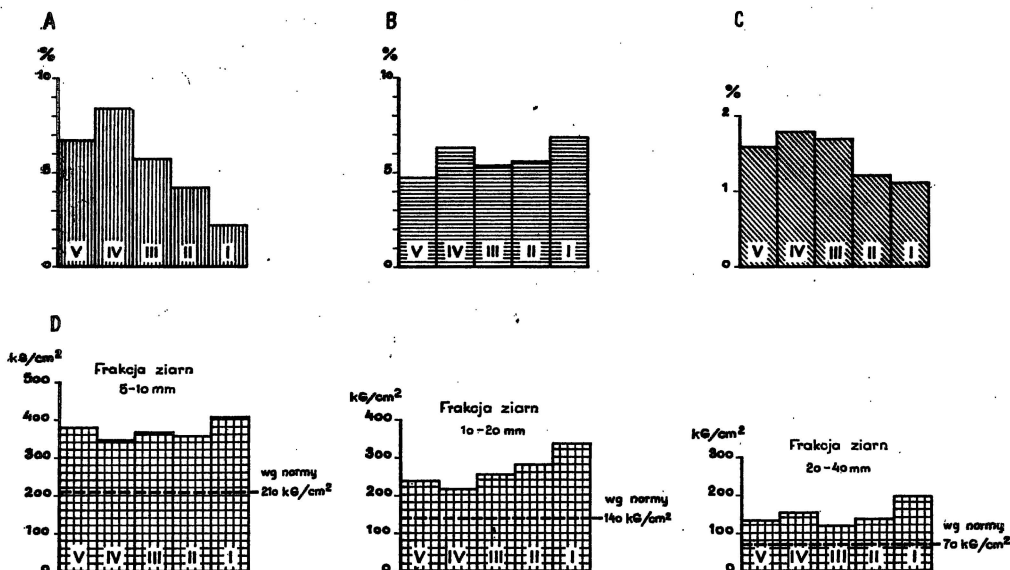 A
%
10
5
0
V IV III II I
B
%
10
5
0
V IV III II I
C
%
2
1
0
V IV III II I
D
kG/cm²
500
400
300
200
100
0
Frakcja ziarn
5-10 mm
wg normy
210 kG/cm²
V IV III II I
kG/cm²
400
300
200
100
0
Frakcja ziarn
10-20 mm
wg normy
140 kG/cm²
V IV III II I
kG/cm²
300
200
100
0
Frakcja ziarn
20-40 mm
wg normy
70 kG/cm²
V IV III II I